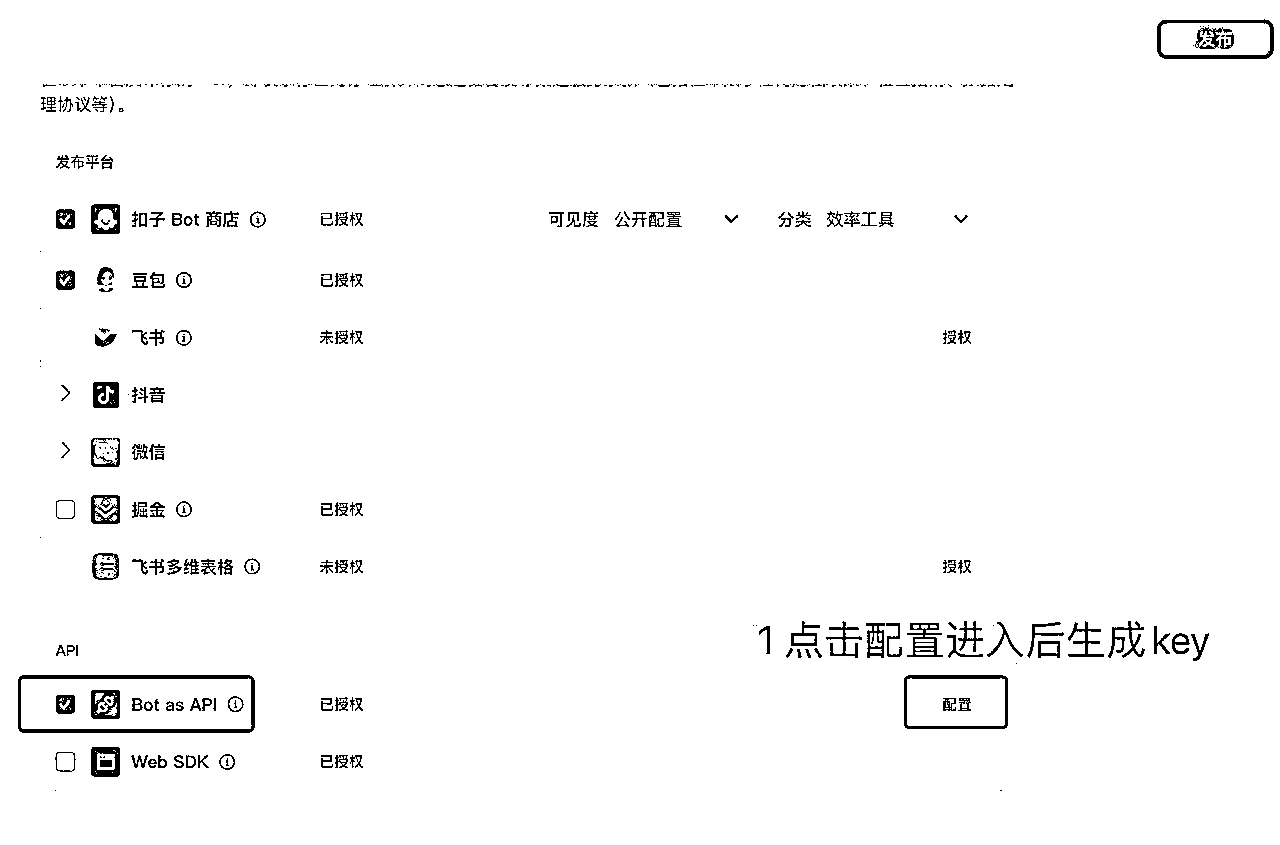 发布
理协议等)。
发布平台
扣子 Bot 商店 已授权 可见度 公开配置 分类 效率工具
豆包 已授权
飞书 未授权 授权
抖音
微信
掘金 已授权
飞书多维表格 未授权 授权
1 点击配置进入后生成key
API
Bot as API 已授权 配置
Web SDK 已授权